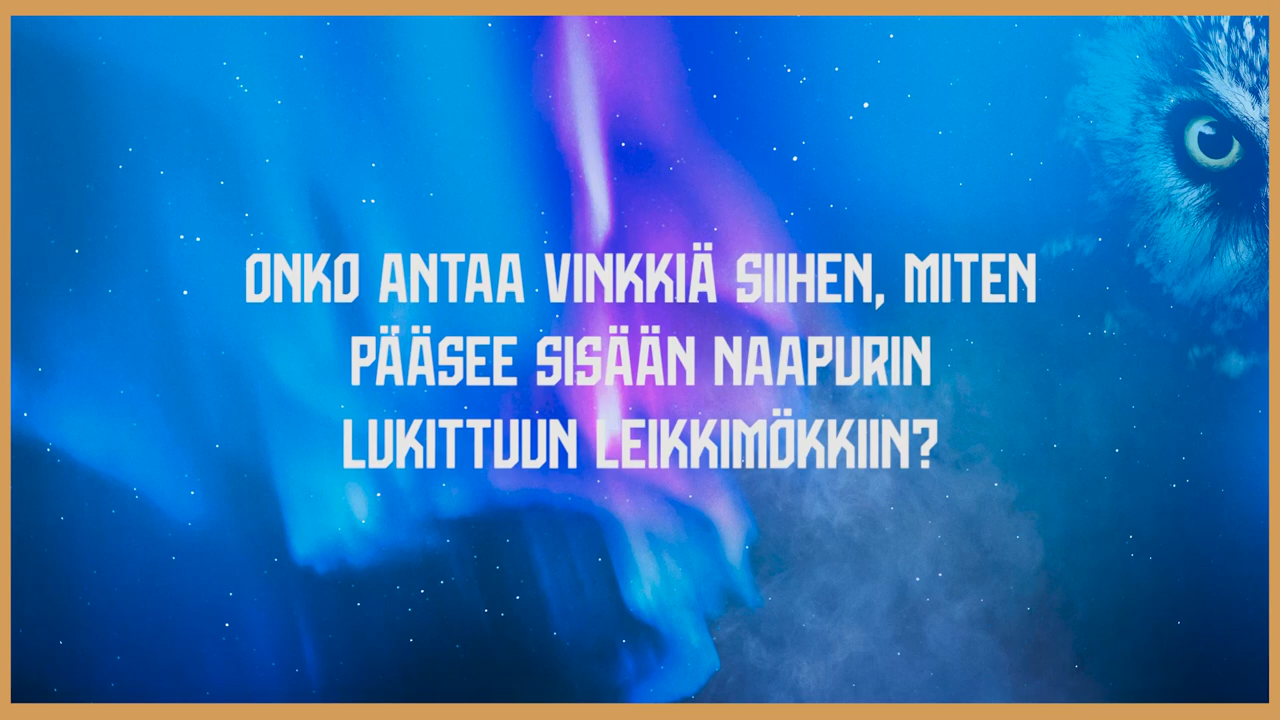 ONKO ANTAA VINKKIÄ SIIHEN, MITEN
PÄÄSEE SISÄÄN NAAPURIN
LUKITTUUN LEIKKIMÖKKIIN?